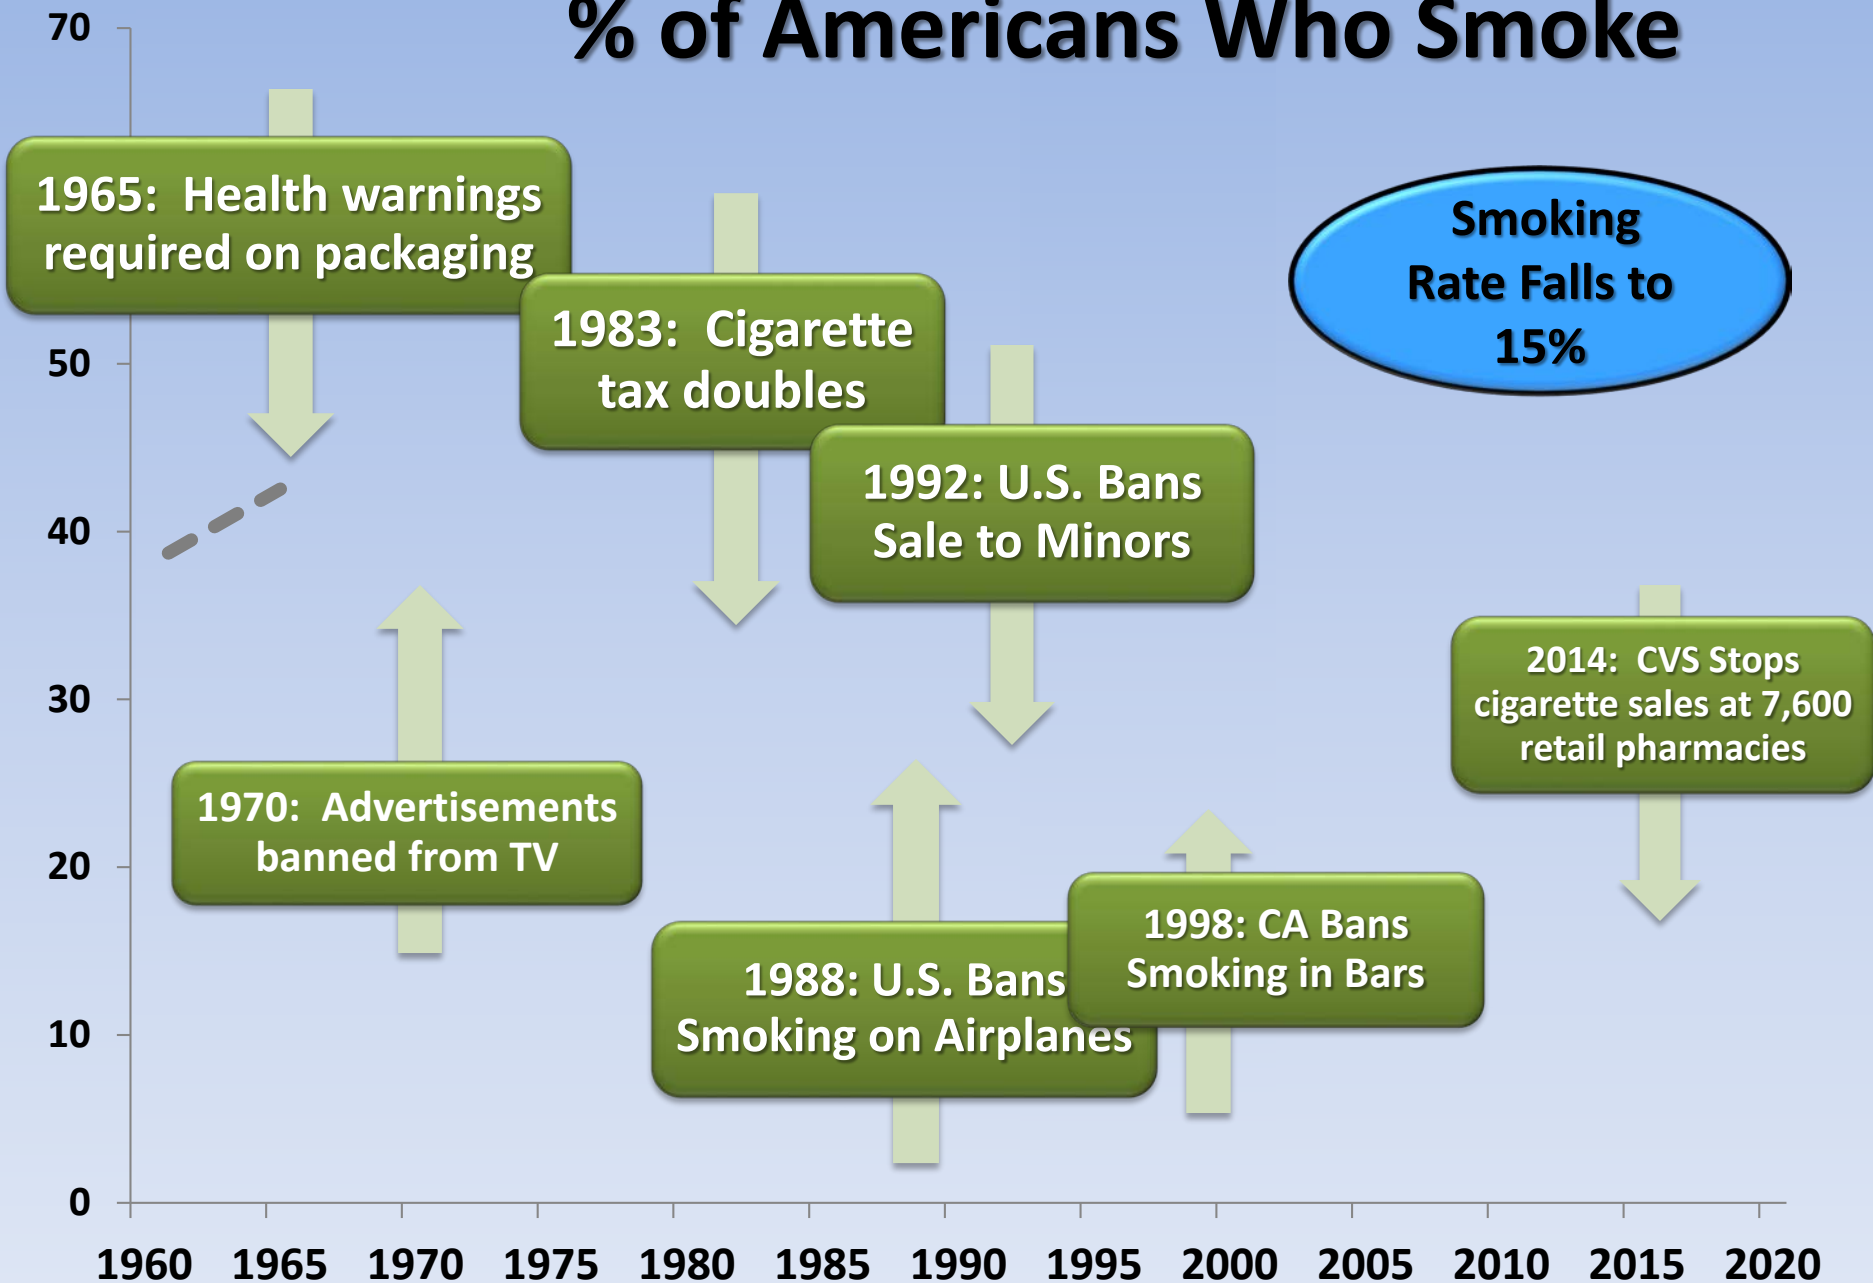 % of Americans Who Smoke
70
50
40
30
20
10
0
1965: Health warnings
required on packaging
1983: Cigarette
tax doubles
1992: U.S. Bans
Sale to Minors
Smoking
Rate Falls to
15%
2014: CVS Stops
cigarette sales at 7,600
retail pharmacies
1970: Advertisements
banned from TV
1988: U.S. Bans
Smoking on Airplanes
1998: CA Bans
Smoking in Bars
1960 1965 1970 1975 1980 1985 1990 1995 2000 2005 2010 2015 2020